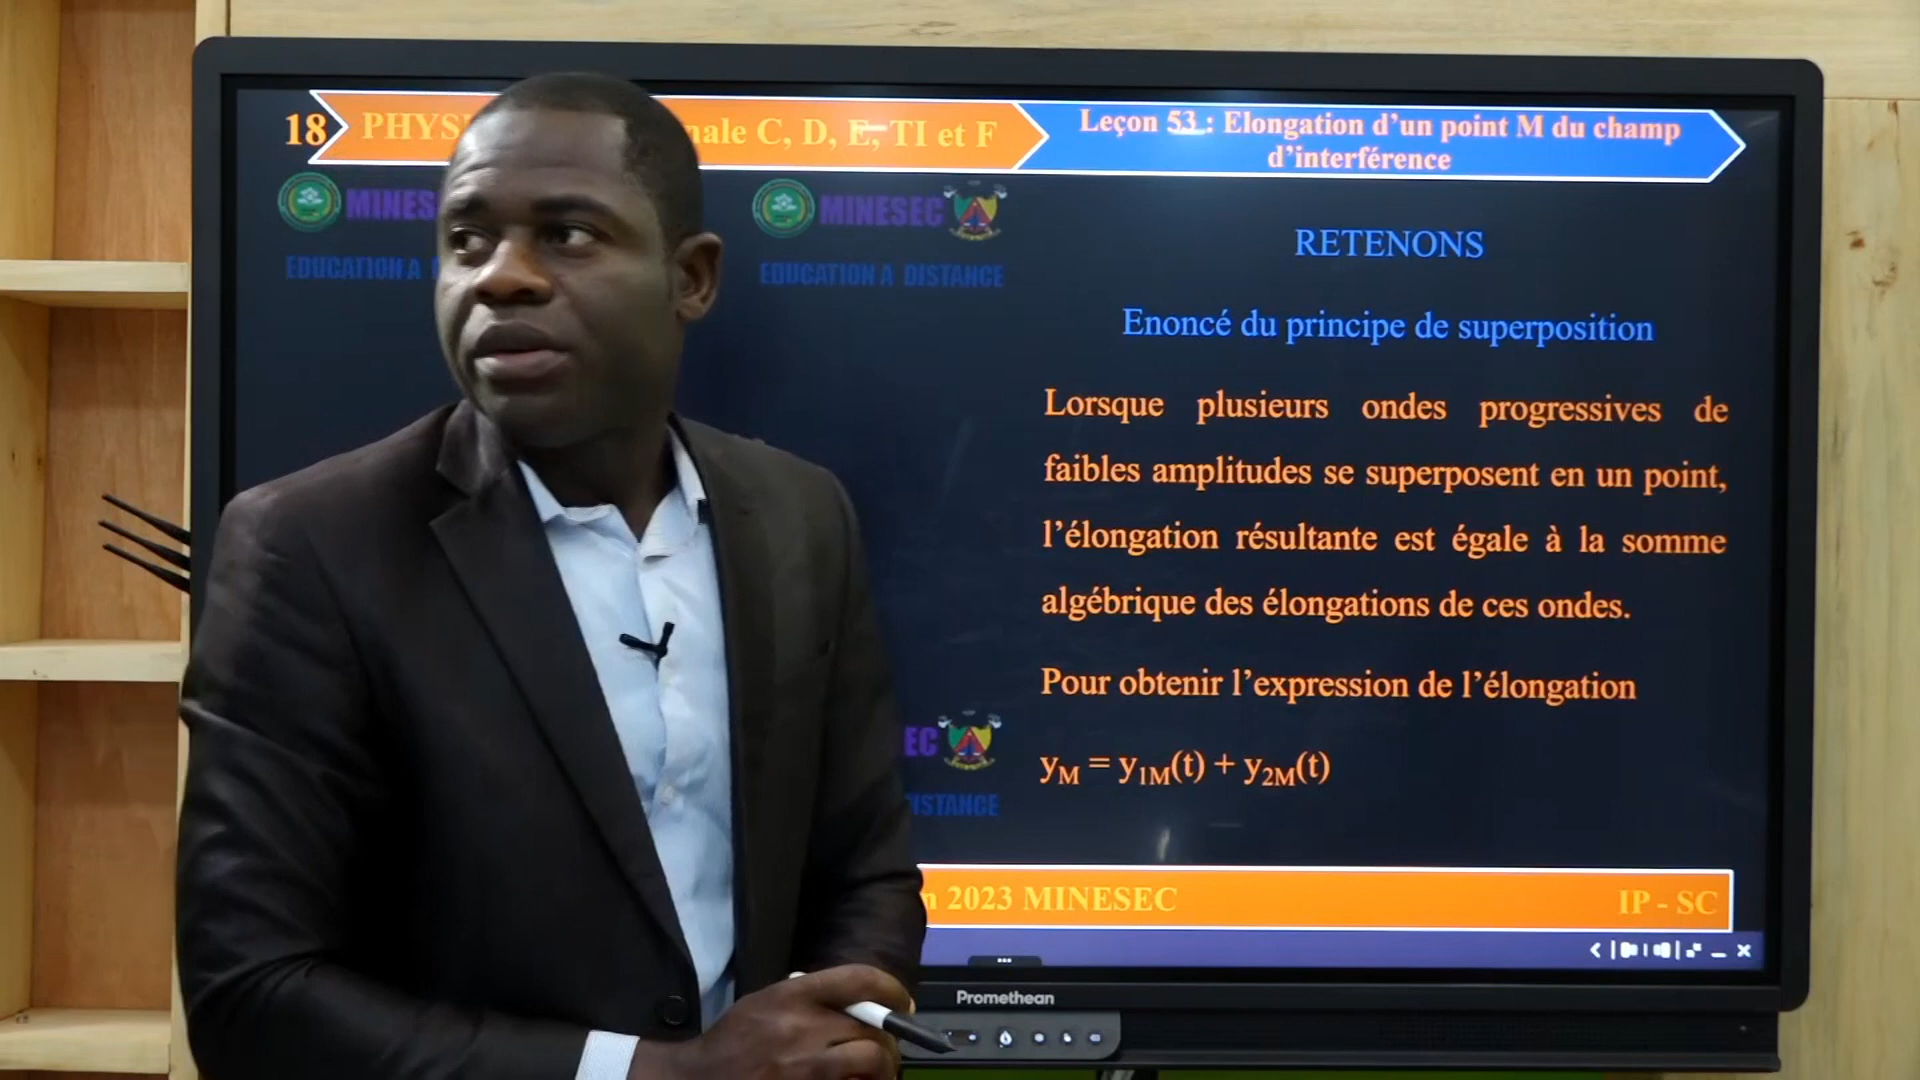 18
PHYS
nale C, D, E, TI et F
Leçon 53 : Elongation d’un point M du champ
d’interférence
MINES
MINESEC
EDUCATION A
EDUCATION A DISTANCE
RETENONS
Enoncé du principe de superposition
Lorsque plusieurs ondes progressives de
faibles amplitudes se superposent en un point,
l’élongation résultante est égale à la somme
algébrique des élongations de ces ondes.
Pour obtenir l’expression de l’élongation
EC
y_M = y_1M(t) + y_2M(t)
ISTANCE
n 2023 MINESEC
IP - SC
Promethean